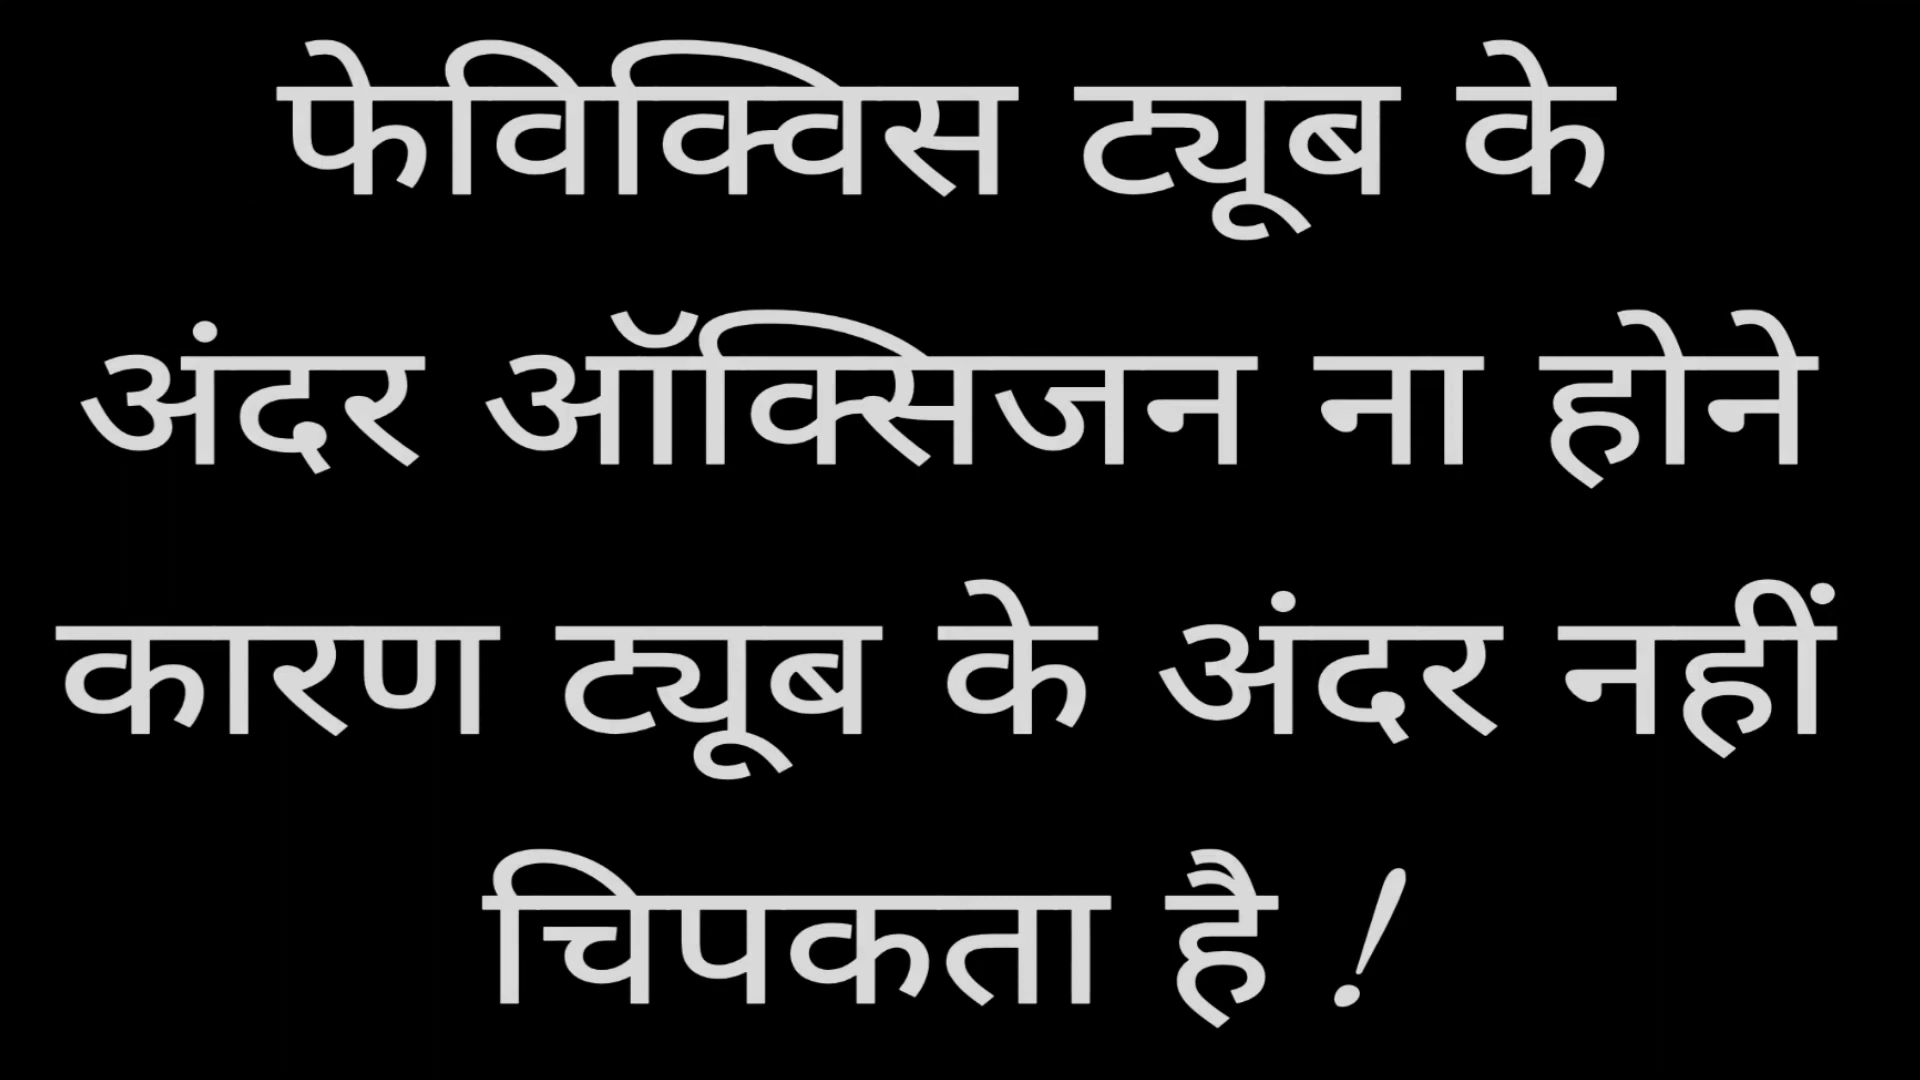 फेविक्विस ट्यूब के
अंदर ऑक्सिजन ना होने
कारण ट्यूब के अंदर नहीं
चिपकता है !